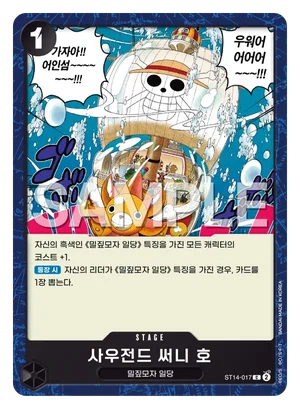 1
가자아!!
어인섬~~~~
~~~!!!
우워어
어어어
~~!!!
SAMPLE
자신의 흑색인 《밀짚모자 일당》 특징을 가진 모든 캐릭터의
코스트 +1.
등장 시 자신의 리더가 《밀짚모자 일당》 특징을 가진 경우, 카드를
1장 뽑는다.
STAGE
사우전드 써니 호
밀짚모자 일당
ST14-017 C 2